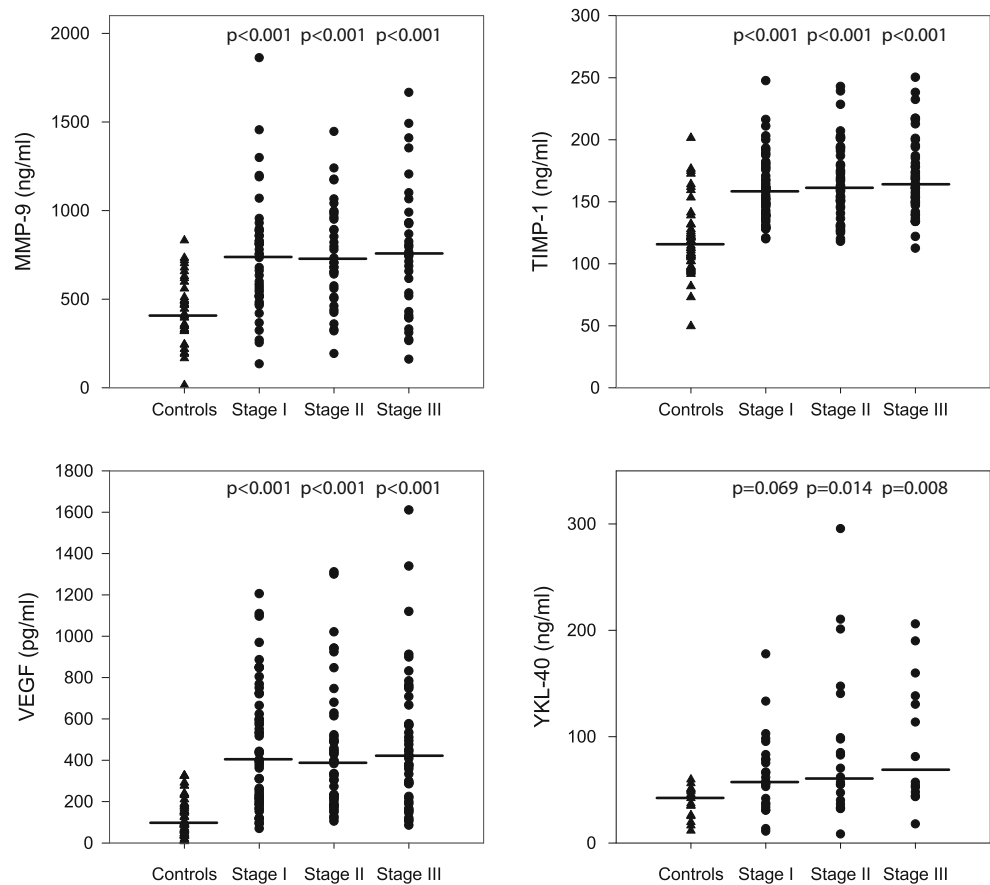 2000
1500
1000
500
0
MMP-9 (ng/ml)
p<0.001 p<0.001 p<0.001
Controls Stage I Stage II Stage III
300
250
200
150
100
50
0
TIMP-1 (ng/ml)
p<0.001 p<0.001 p<0.001
Controls Stage I Stage II Stage III
1800
1600
1400
1200
1000
800
600
400
200
0
VEGF (pg/ml)
p<0.001 p<0.001 p<0.001
Controls Stage I Stage II Stage III
300
200
100
0
YKL-40 (ng/ml)
p=0.069 p=0.014 p=0.008
Controls Stage I Stage II Stage III